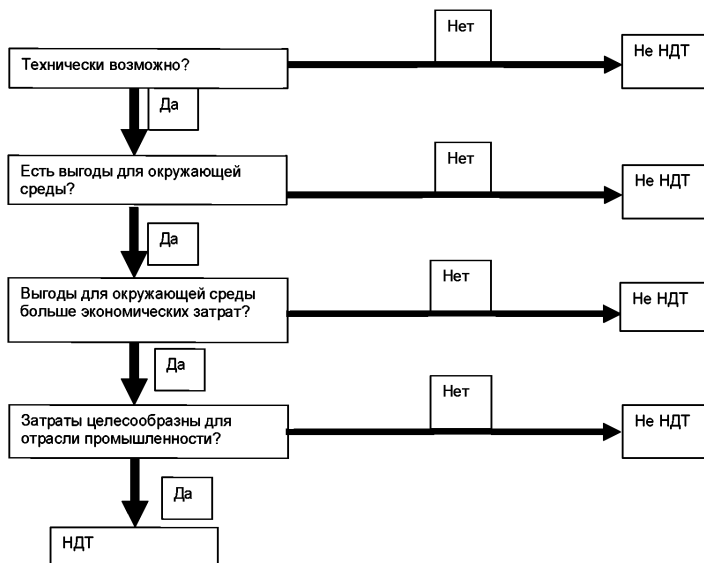 Нет
Технически возможно?
Не НДТ
Да
Есть выгоды для окружающей
среды?
Нет
Не НДТ
Да
Выгоды для окружающей среды
больше экономических затрат?
Нет
Не НДТ
Да
Затраты целесообразны для
отрасли промышленности?
Нет
Не НДТ
Да
НДТ